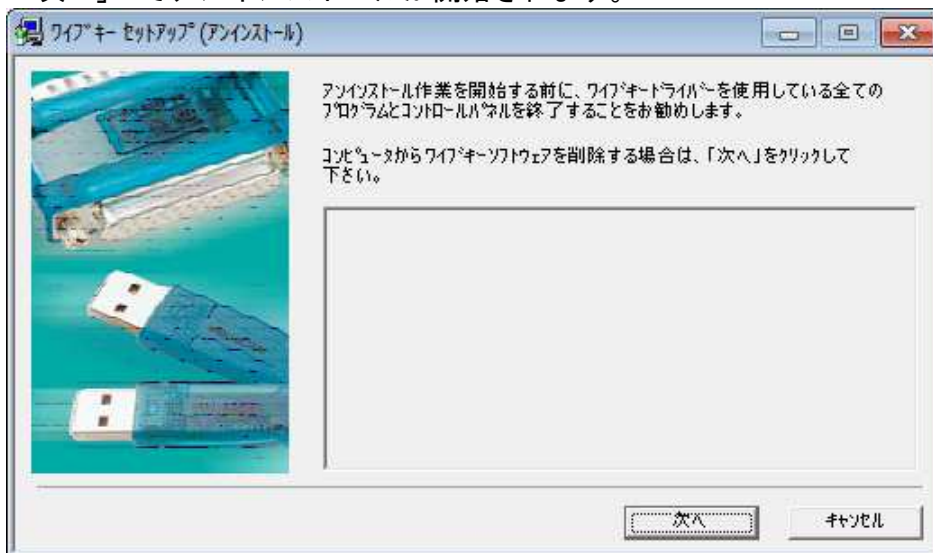 ﾜｲﾌﾞｷｰ ｾｯﾄｱｯﾌﾟ(ｱﾝｲﾝｽﾄｰﾙ)
ｱﾝｲﾝｽﾄｰﾙ作業を開始する前に、ﾜｲﾌﾞｷｰﾄﾞﾗｲﾊﾞｰを使用している全ての
ﾌﾟﾛｸﾞﾗﾑとｺﾝﾄﾛｰﾙﾊﾟﾈﾙを終了することをお勧めします。
ｺﾝﾋﾟｭｰﾀからﾜｲﾌﾞｷｰｿﾌﾄｳｪｱを削除する場合は、「次へ」をｸﾘｯｸして
下さい。
次へ
ｷｬﾝｾﾙ